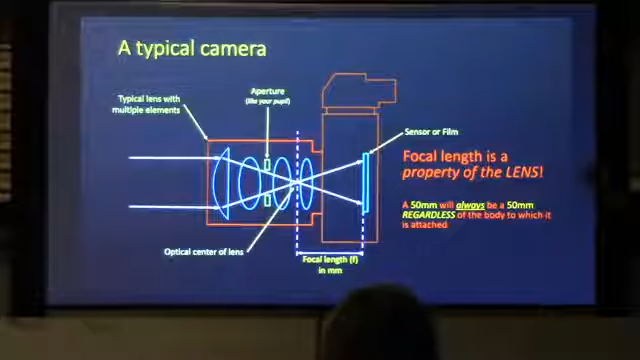 A typical camera
Aperture
(like your pupil)
Typical lens with
multiple elements
Sensor or Film
Focal length is a
property of the LENS!
A 50mm will always be a 50mm
REGARDLESS of the body to which it
is attached
Optical center of lens
Focal length (f)
in mm